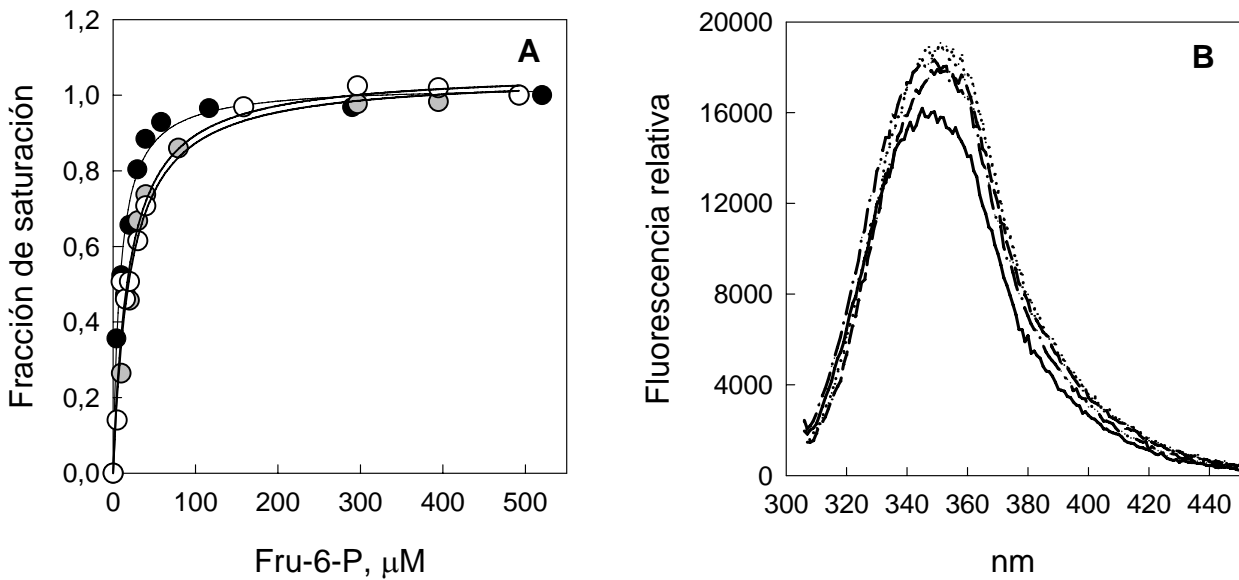 A
Fracción de saturación
1,2
1,0
0,8
0,6
0,4
0,2
0,0
0 100 200 300 400 500
Fru-6-P, μM
B
Fluorescencia relativa
20000
16000
12000
8000
4000
0
300 320 340 360 380 400 420 440
nm